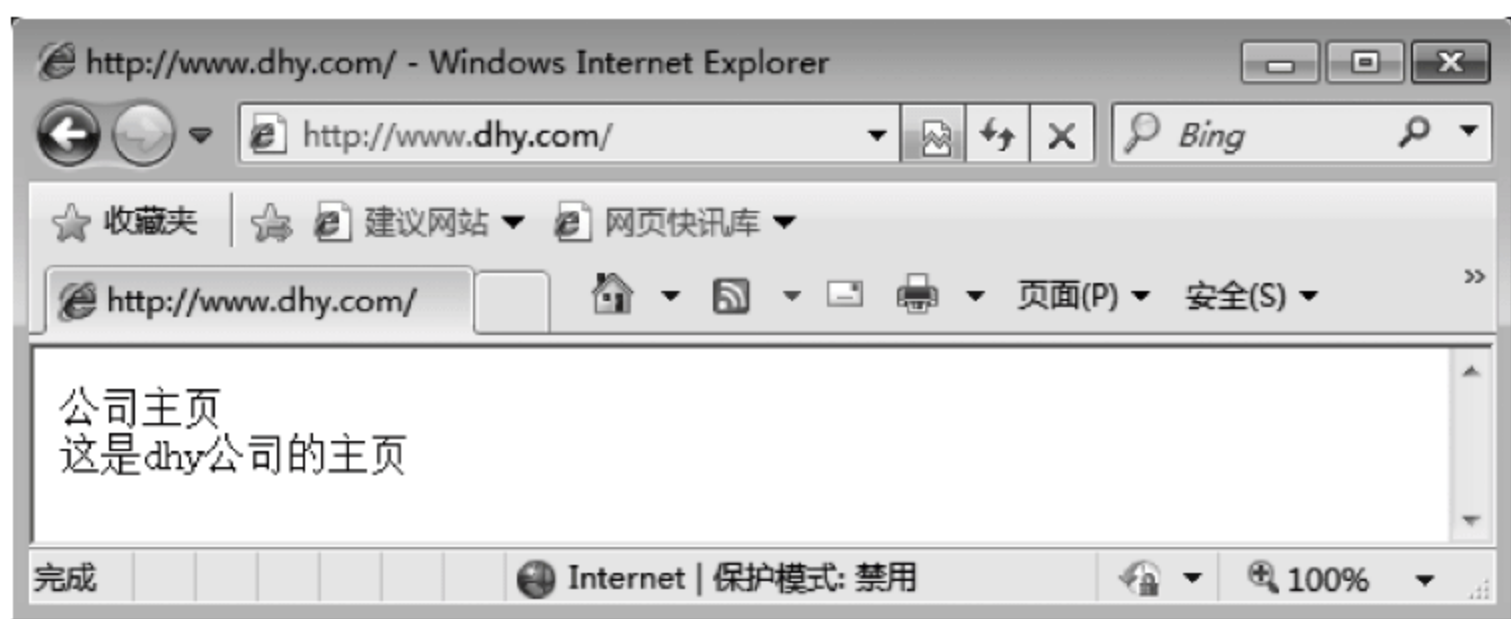 http://www.dhy.com/ - Windows Internet Explorer
http://www.dhy.com/ Bing
收藏夹 建议网站 网页快讯库
http://www.dhy.com/ 页面(P) 安全(S) »
公司主页
这是dhy公司的主页
完成 Internet | 保护模式: 禁用 100%